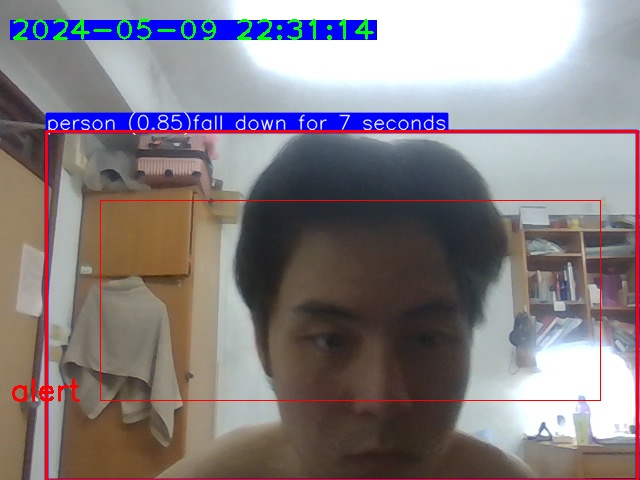 2024-05-09 22:31:14
person (0.85)fall down for 7 seconds
alert